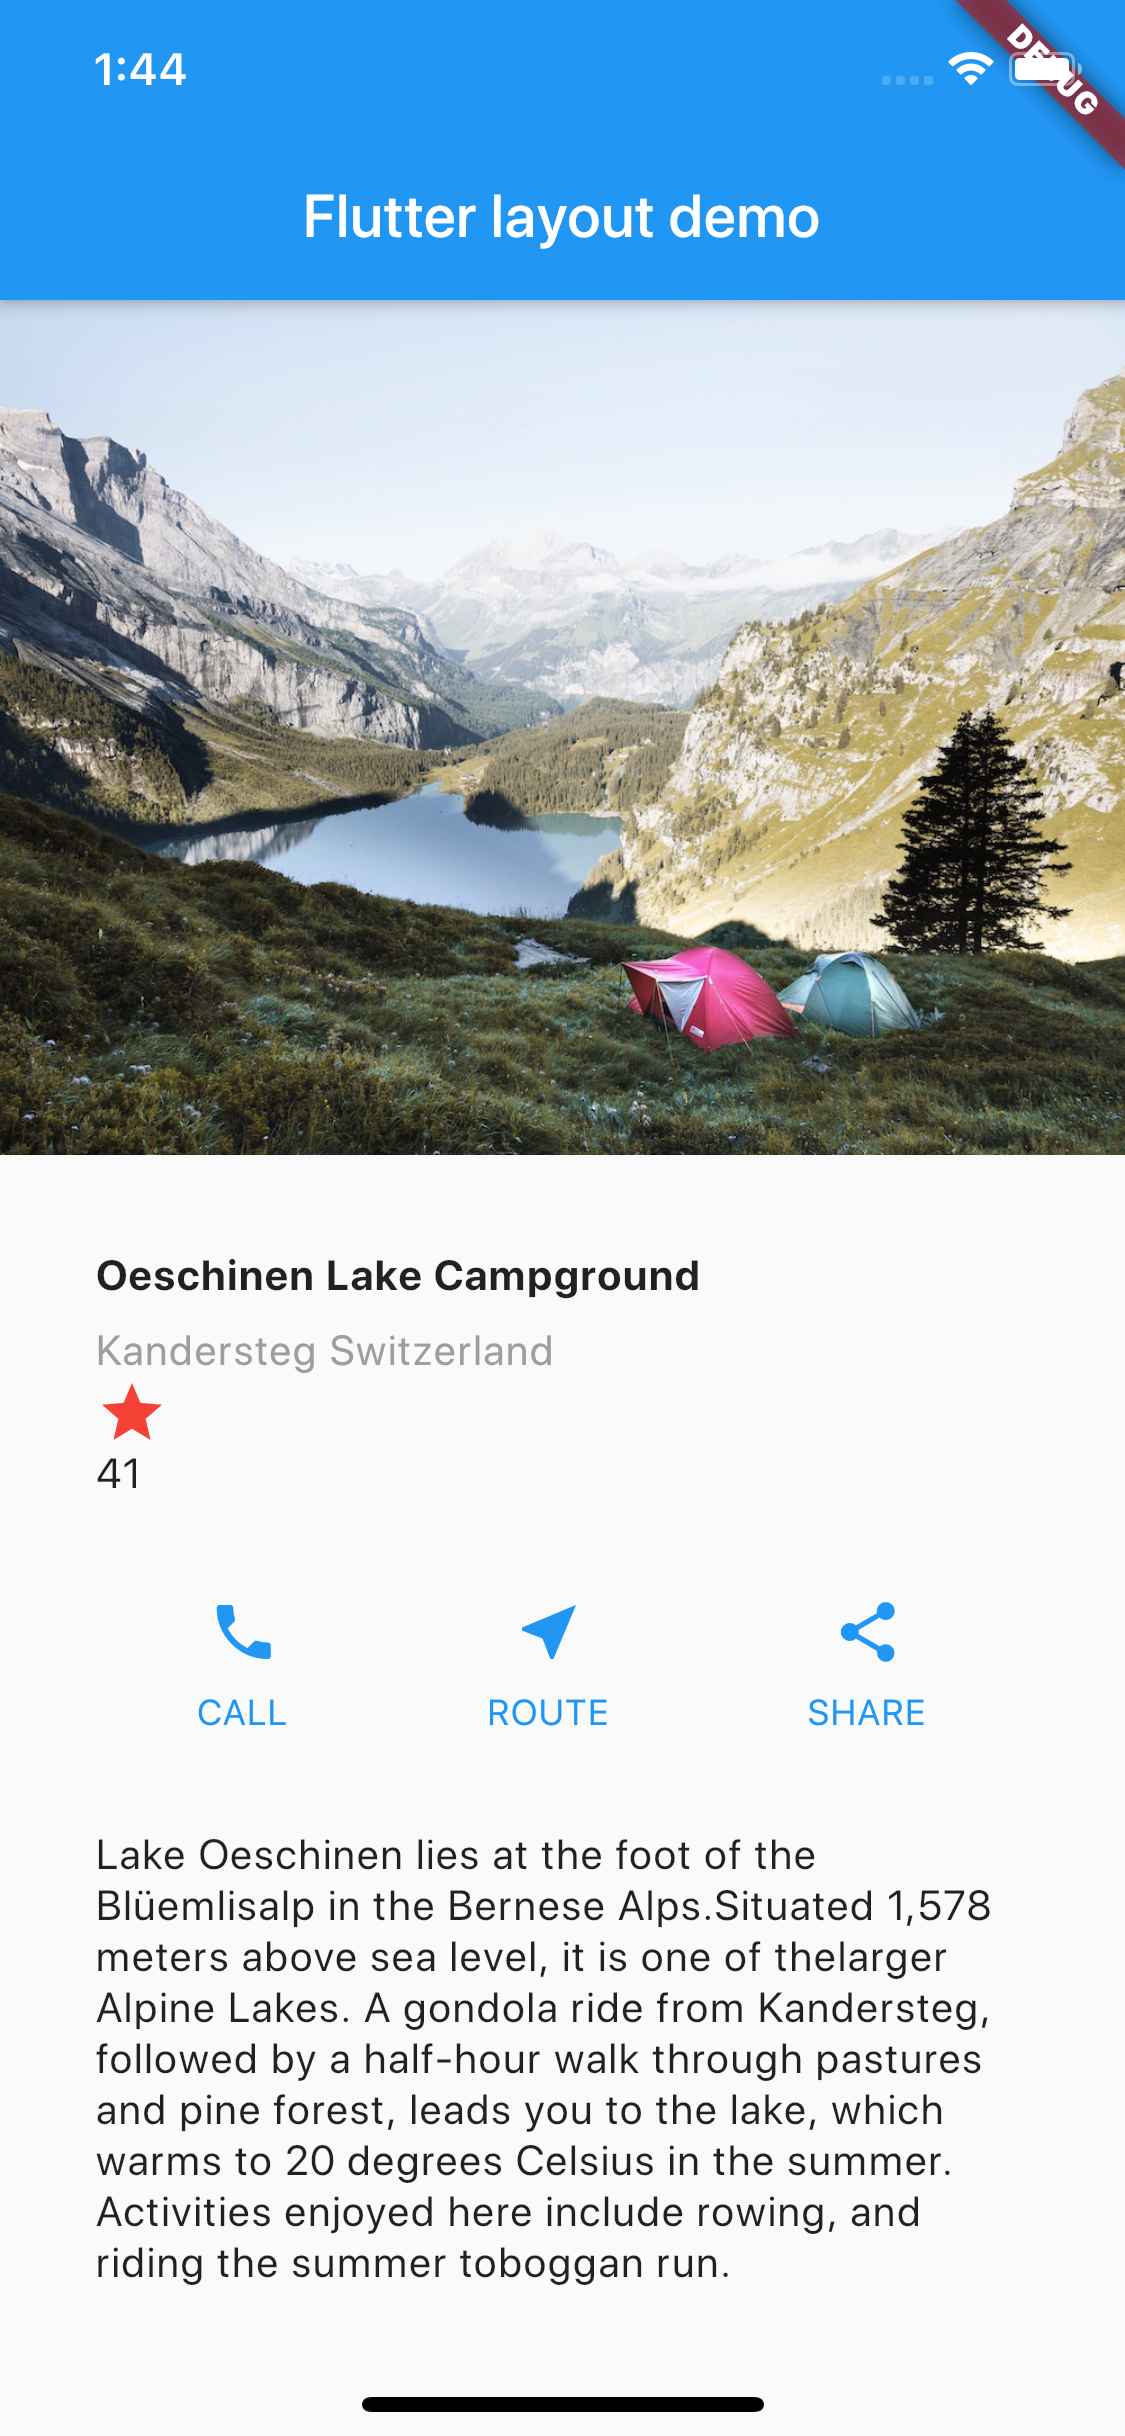 1:44
DEBUG
Flutter layout demo
Oeschinen Lake Campground
Kandersteg Switzerland
41
CALL ROUTE SHARE
Lake Oeschinen lies at the foot of the
Blüemlisalp in the Bernese Alps.Situated 1,578
meters above sea level, it is one of thelarger
Alpine Lakes. A gondola ride from Kandersteg,
followed by a half-hour walk through pastures
and pine forest, leads you to the lake, which
warms to 20 degrees Celsius in the summer.
Activities enjoyed here include rowing, and
riding the summer toboggan run.